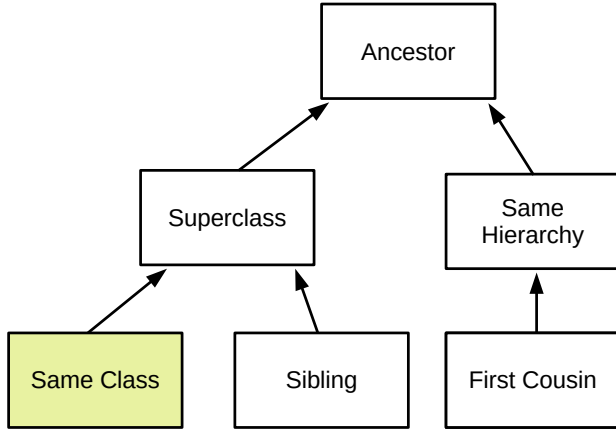 Ancestor
Superclass
Same
Hierarchy
Same Class
Sibling
First Cousin